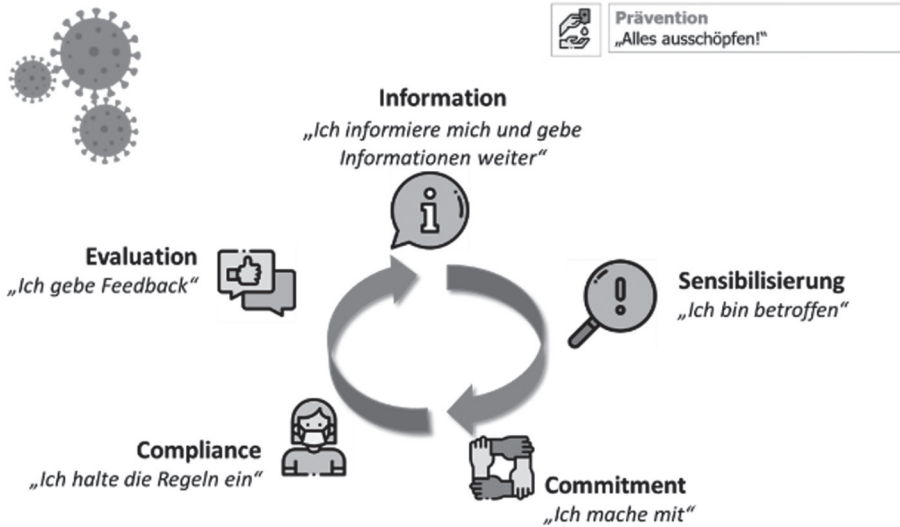 Prävention
„Alles ausschöpfen!“
Information
„Ich informiere mich und gebe
Informationen weiter“
Sensibilisierung
„Ich bin betroffen“
Commitment
„Ich mache mit“
Compliance
„Ich halte die Regeln ein“
Evaluation
„Ich gebe Feedback“